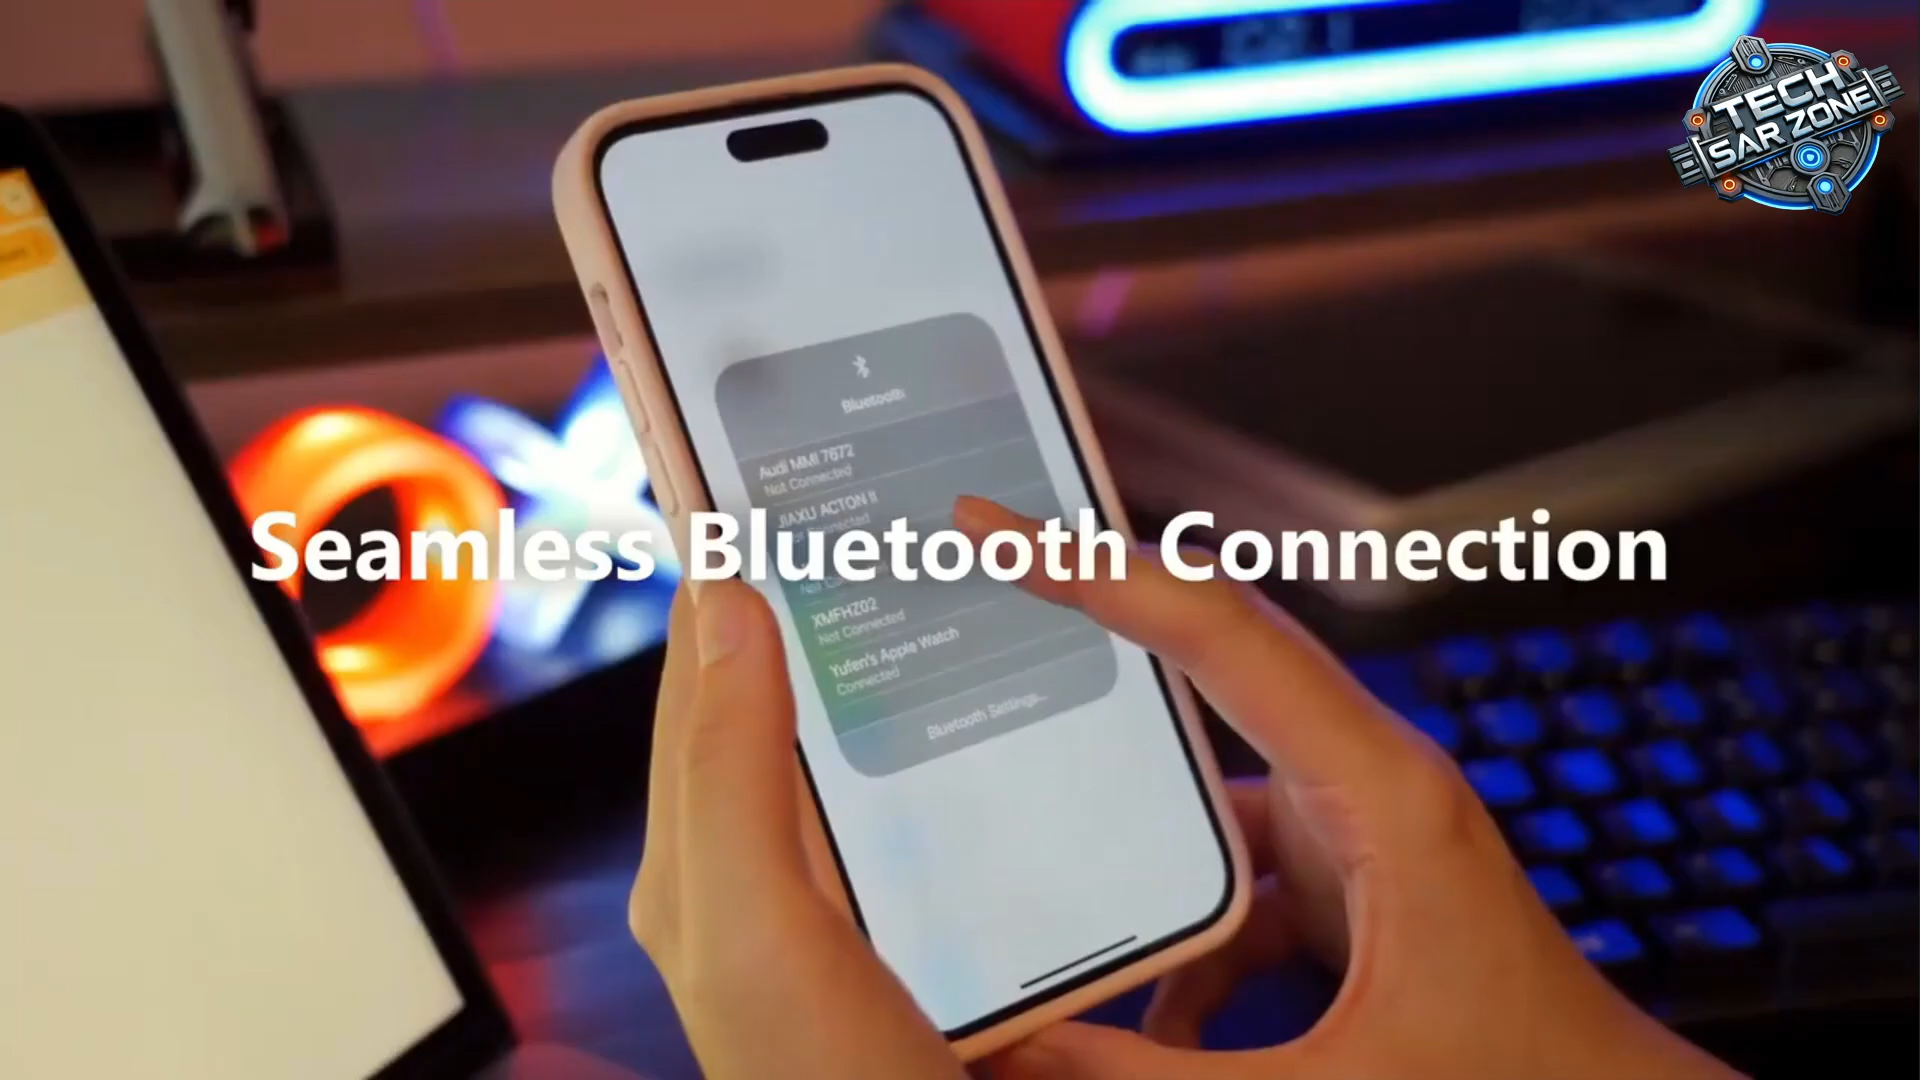 TECH
SAR ZONE
Bluetooth
Audi MMI 7672
Not Connected
JIAXU ACTON II
Connected
Seamless Bluetooth Connection
XMFHZ02
Not Connected
Yufen's Apple Watch
Connected
Bluetooth Settings...